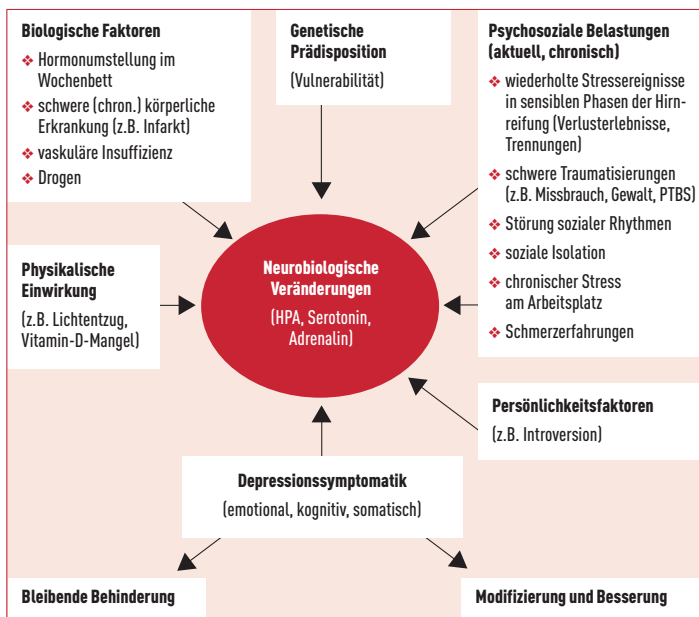 Biologische Faktoren
❖ Hormonumstellung im
Wochenbett
❖ schwere (chron.) körperliche
Erkrankung (z.B. Infarkt)
❖ vaskuläre Insuffizienz
❖ Drogen
Genetische
Prädisposition
(Vulnerabilität)
Psychosoziale Belastungen
(aktuell, chronisch)
❖ wiederholte Stressereignisse
in sensiblen Phasen der Hirn-
reifung (Verlusterlebnisse,
Trennungen)
❖ schwere Traumatisierungen
(z.B. Missbrauch, Gewalt, PTBS)
❖ Störung sozialer Rhythmen
❖ soziale Isolation
❖ chronischer Stress
am Arbeitsplatz
❖ Schmerzerfahrungen
Physikalische
Einwirkung
(z.B. Lichtentzug,
Vitamin-D-Mangel)
Neurobiologische
Veränderungen
(HPA, Serotonin,
Adrenalin)
Persönlichkeitsfaktoren
(z.B. Introversion)
Depressionssymptomatik
(emotional, kognitiv, somatisch)
Bleibende Behinderung
Modifizierung und Besserung